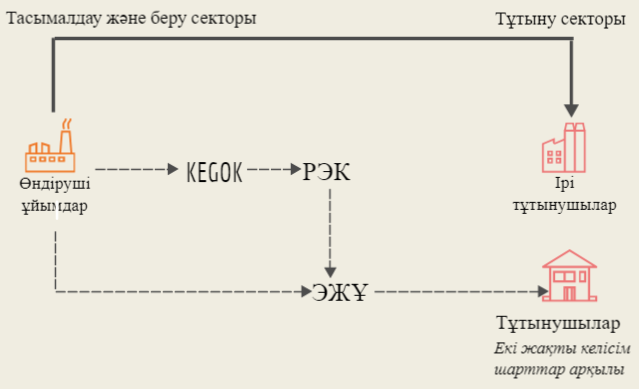 Тасымалдау және беру секторы
Тұтыну секторы
Өндіруші
ұйымдар
KEGOK
РЭК
Ірі
тұтынушылар
ЭЖҰ
Тұтынушылар
Екі жақты келісім
шарттар арқылы